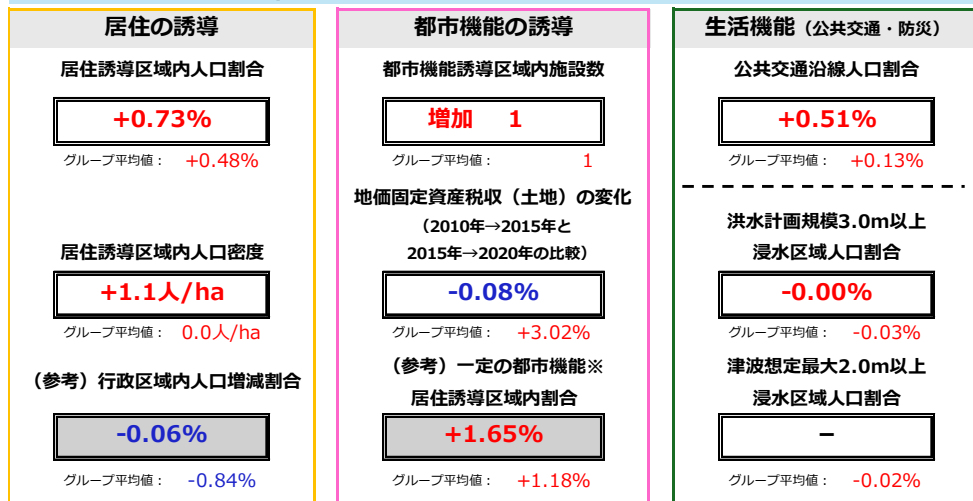 居住の誘導
居住誘導区域内人口割合
+0.73%
グループ平均値： +0.48%
居住誘導区域内人口密度
+1.1人/ha
グループ平均値： 0.0人/ha
（参考）行政区域内人口増減割合
-0.06%
グループ平均値： -0.84%
都市機能の誘導
都市機能誘導区域内施設数
増加 1
グループ平均値： 1
地価固定資産税収（土地）の変化
（2010年→2015年と
2015年→2020年の比較）
-0.08%
グループ平均値： +3.02%
（参考）一定の都市機能※
居住誘導区域内割合
+1.65%
グループ平均値： +1.18%
生活機能（公共交通・防災）
公共交通沿線人口割合
+0.51%
グループ平均値： +0.13%
洪水計画規模3.0m以上
浸水区域人口割合
-0.00%
グループ平均値： -0.03%
津波想定最大2.0m以上
浸水区域人口割合
–
グループ平均値： -0.02%